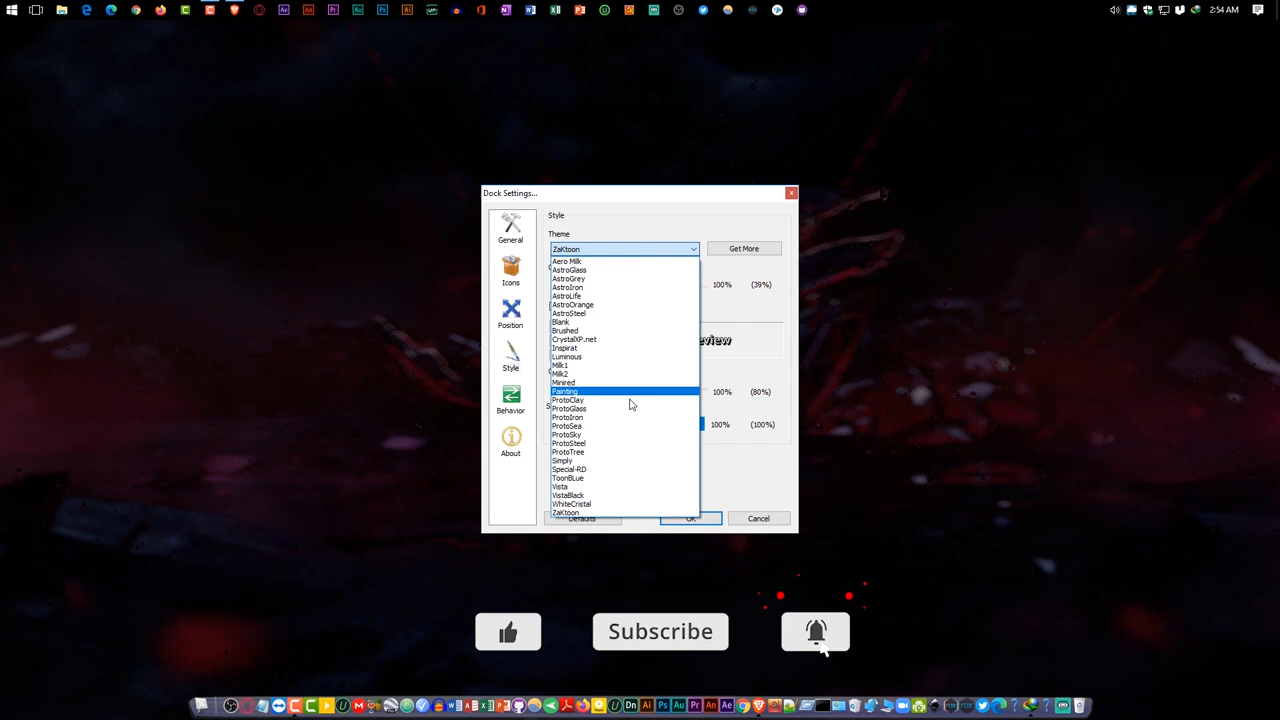 2:54 AM
Dock Settings...
General
Icons
Position
Style
Behavior
About
Style
Theme
ZaKtoon
Get More
Aero Milk
AstroGlass
AstroGrey
AstroIron
AstroLife
AstroOrange
AstroSteel
Blank
Brushed
CrystalXP.net
Inspirat
Luminous
Milk1
Milk2
Minired
Painting
ProtoClay
ProtoGlass
ProtoIron
ProtoSea
ProtoSky
ProtoSteel
ProtoTree
Simply
Special-RD
ToonBLue
Vista
VistaBlack
WhiteCristal
ZaKtoon
100% (39%)
eview
100% (80%)
100% (100%)
Defaults
OK
Cancel
Subscribe